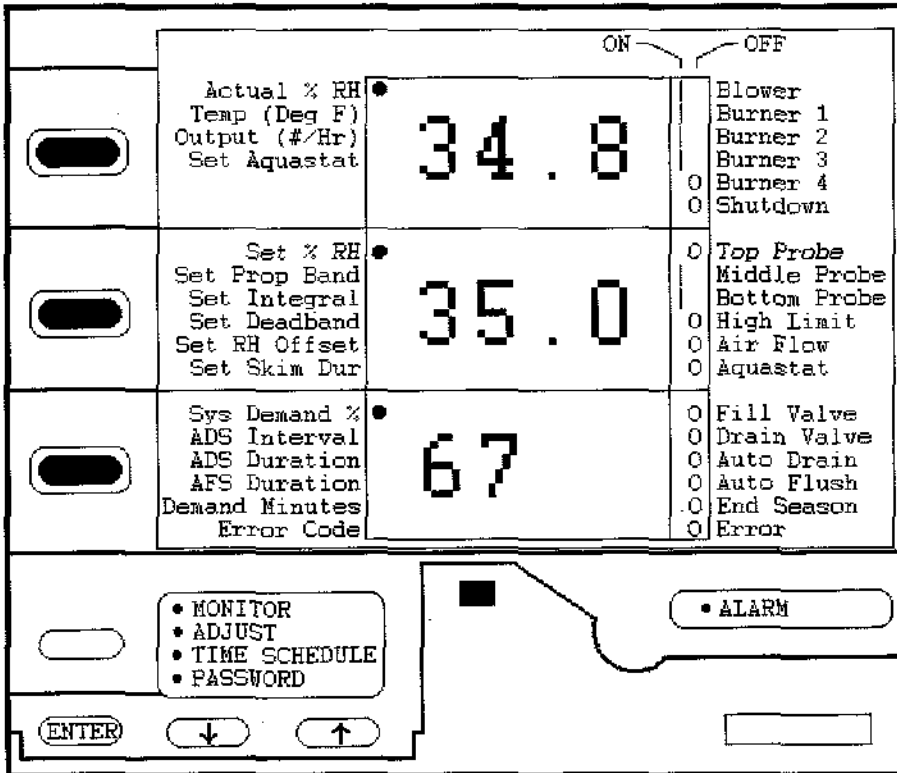 ON OFF
Actual % RH
Temp (Deg F)
Output (#/Hr)
Set Aquastat
34.8
| Blower
| Burner 1
| Burner 2
| Burner 3
O Burner 4
O Shutdown
Set % RH
Set Prop Band
Set Integral
Set Deadband
Set RH Offset
Set Skim Dur
35.0
O Top Probe
| Middle Probe
| Bottom Probe
O High Limit
O Air Flow
O Aquastat
Sys Demand %
ADS Interval
ADS Duration
AFS Duration
Demand Minutes
Error Code
67
O Fill Valve
O Drain Valve
O Auto Drain
O Auto Flush
O End Season
O Error
• MONITOR
• ADJUST
• TIME SCHEDULE
• PASSWORD
• ALARM
ENTER ↓ ↑